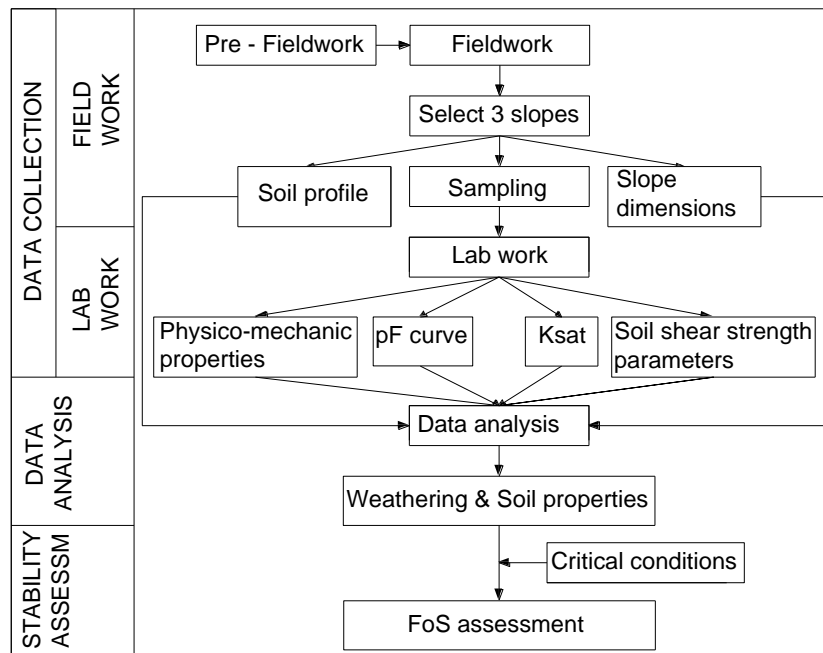 DATA COLLECTION
FIELD
WORK
LAB
WORK
DATA
ANALYSIS
STABILITY
ASSESSM
Pre - Fieldwork
Fieldwork
Select 3 slopes
Soil profile
Sampling
Slope
dimensions
Lab work
Physico-mechanic
properties
pF curve
Ksat
Soil shear strength
parameters
Data analysis
Weathering & Soil properties
Critical conditions
FoS assessment